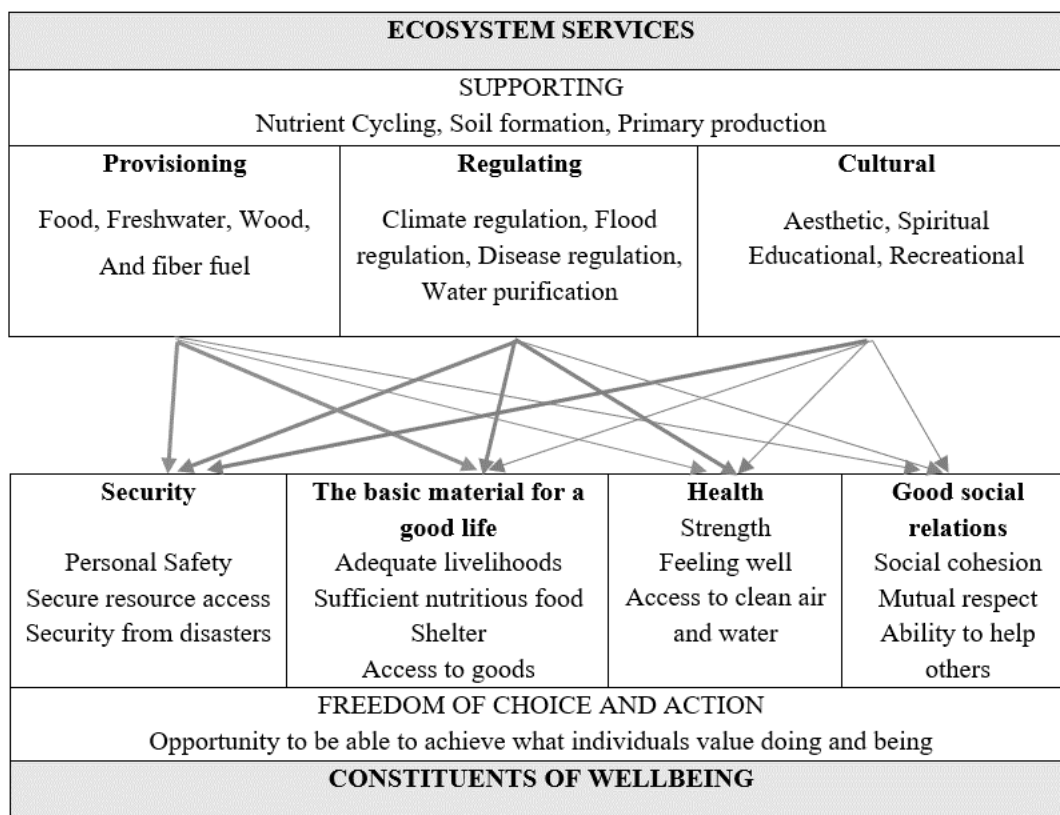 ECOSYSTEM SERVICES
SUPPORTING
Nutrient Cycling, Soil formation, Primary production
Provisioning
Food, Freshwater, Wood,
And fiber fuel
Regulating
Climate regulation, Flood
regulation, Disease regulation,
Water purification
Cultural
Aesthetic, Spiritual
Educational, Recreational
Security
Personal Safety
Secure resource access
Security from disasters
The basic material for a
good life
Adequate livelihoods
Sufficient nutritious food
Shelter
Access to goods
Health
Strength
Feeling well
Access to clean air
and water
Good social
relations
Social cohesion
Mutual respect
Ability to help
others
FREEDOM OF CHOICE AND ACTION
Opportunity to be able to achieve what individuals value doing and being
CONSTITUENTS OF WELLBEING